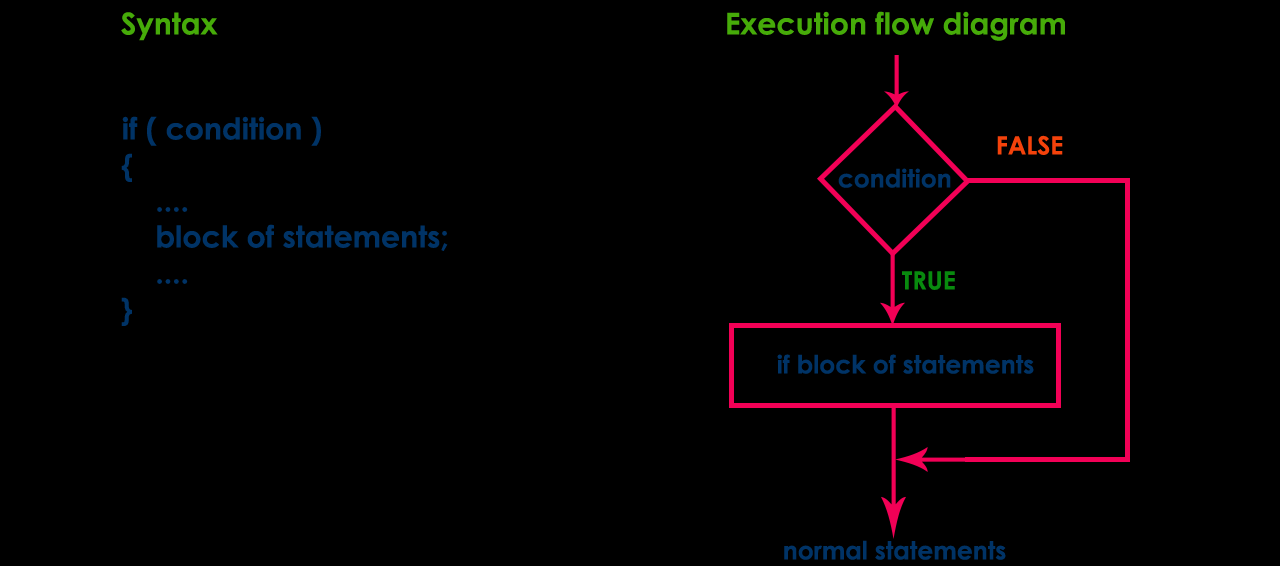 Syntax
if ( condition )
{
....
block of statements;
....
}
Execution flow diagram
condition
FALSE
TRUE
if block of statements
normal statements